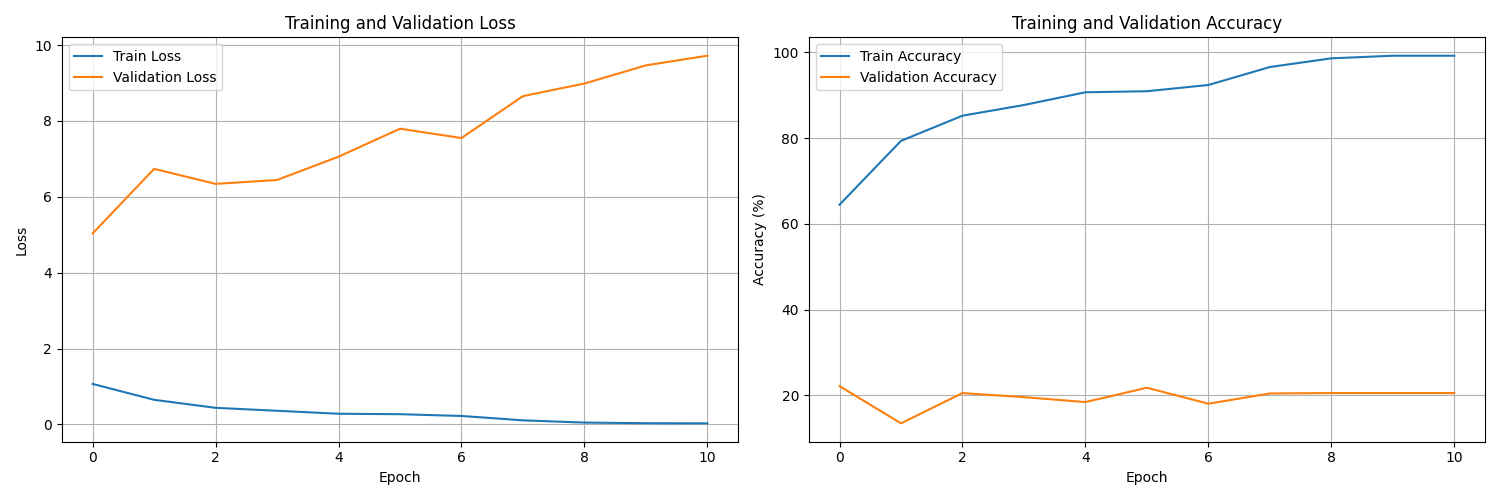 Training and Validation Loss
Train Loss
Validation Loss
10
8
6
4
2
0
Loss
0 2 4 6 8 10
Epoch
Training and Validation Accuracy
Train Accuracy
Validation Accuracy
100
80
60
40
20
Accuracy (%)
0 2 4 6 8 10
Epoch